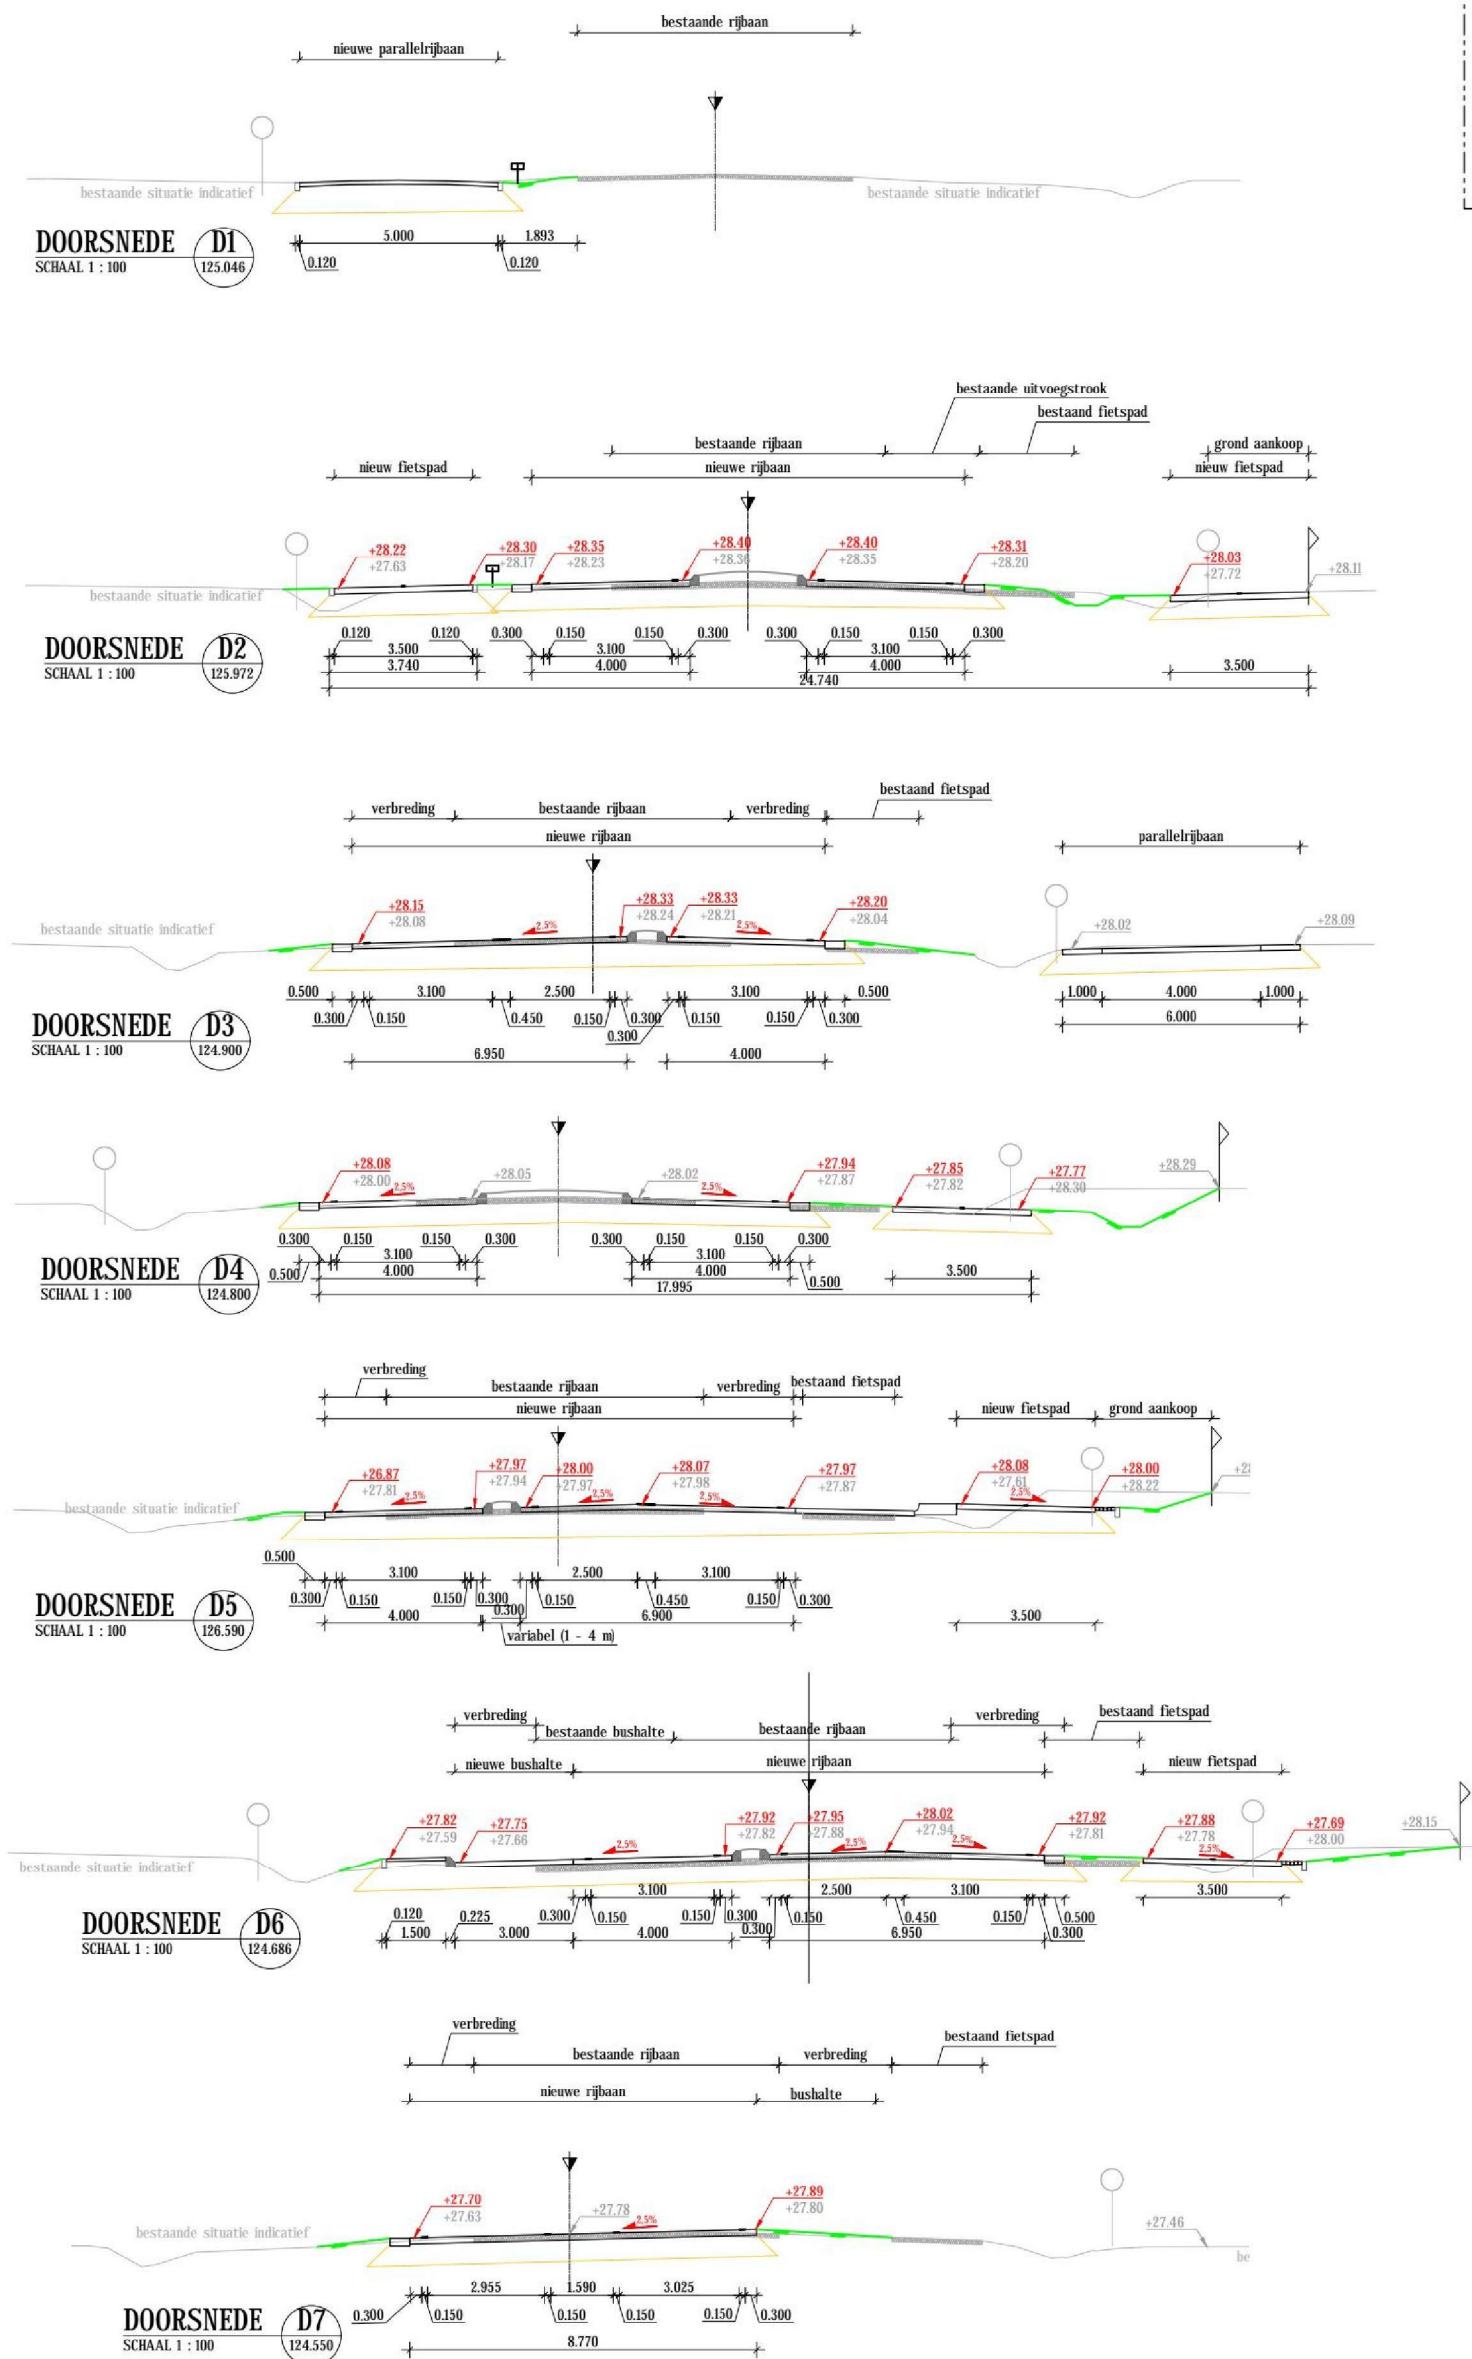 bestaande rijbaan
nieuwe parallelrijbaan
bestaande situatie indicatief
bestaande situatie indicatief
DOORSNEDE D1
SCHAAL 1 : 100 125.046
5.000 1.893
0.120 0.120
bestaande uitvoegstrook
bestaand fietspad
bestaande rijbaan grond aankoop
nieuw fietspad nieuwe rijbaan nieuw fietspad
+28.22 +28.30 +28.35 +28.40 +28.40 +28.31 +28.03
+27.63 +28.17 +28.23 +28.36 +28.35 +28.20 +27.72 +28.11
bestaande situatie indicatief
DOORSNEDE D2
SCHAAL 1 : 100 125.972
0.120 0.120 0.300 0.150 0.150 0.300 0.300 0.150 0.150 0.300
3.500 3.100 3.100
3.740 4.000 4.000 3.500
24.740
bestaand fietspad
verbreding bestaande rijbaan verbreding
nieuwe rijbaan parallelrijbaan
+28.15 +28.33 +28.33 +28.20
+28.08 +28.24 +28.21 +28.04 +28.02 +28.09
2,5% 2,5%
bestaande situatie indicatief
DOORSNEDE D3
SCHAAL 1 : 100 124.900
0.500 3.100 2.500 3.100 0.500 1.000 4.000 1.000
0.300 0.150 0.450 0.150 0.300 0.300 0.150 0.150 0.300 6.000
6.950 4.000
+28.08 +27.94 +27.85 +27.77
+28.00 +28.05 +28.02 +27.87 +27.82 +28.30 +28.29
2,5% 2,5%
DOORSNEDE D4
SCHAAL 1 : 100 124.800
0.300 0.150 0.150 0.300 0.300 0.150 0.150 0.300
3.100 3.100
0.500 4.000 4.000 0.500 3.500
17.995
verbreding
bestaande rijbaan verbreding bestaand fietspad
nieuwe rijbaan nieuw fietspad grond aankoop
+26.87 +27.97 +28.00 +28.07 +27.97 +28.08 +28.00
+27.81 +27.94 +27.97 +27.98 +27.87 +27.61 +28.22
2,5% 2,5% 2,5% 2,5%
bestaande situatie indicatief
DOORSNEDE D5
SCHAAL 1 : 100 126.590
0.500 3.100 2.500 3.100
0.300 0.150 0.150 0.300 0.300 0.150 0.450 0.150 0.300
4.000 6.900 3.500
variabel (1 - 4 m)
verbreding verbreding bestaand fietspad
bestaande bushalte bestaande rijbaan
nieuwe bushalte nieuwe rijbaan nieuw fietspad
+27.82 +27.75 +27.92 +27.95 +28.02 +27.92 +27.88 +27.69
+27.59 +27.66 +27.82 +27.88 +27.94 +27.81 +27.78 +28.00 +28.15
2,5% 2,5% 2,5% 2,5%
bestaande situatie indicatief
DOORSNEDE D6
SCHAAL 1 : 100 124.686
3.100 2.500 3.100 3.500
0.120 0.225 0.300 0.150 0.150 0.300 0.300 0.150 0.450 0.150 0.500 0.300
1.500 3.000 4.000 6.950
verbreding
bestaand fietspad
bestaande rijbaan verbreding
nieuwe rijbaan bushalte
+27.70 +27.89
+27.63 +27.78 +27.80 +27.46
2,5%
bestaande situatie indicatief
be
DOORSNEDE D7
SCHAAL 1 : 100 124.550
2.955 1.590 3.025
0.300 0.150 0.150 0.150 0.150 0.300
8.770